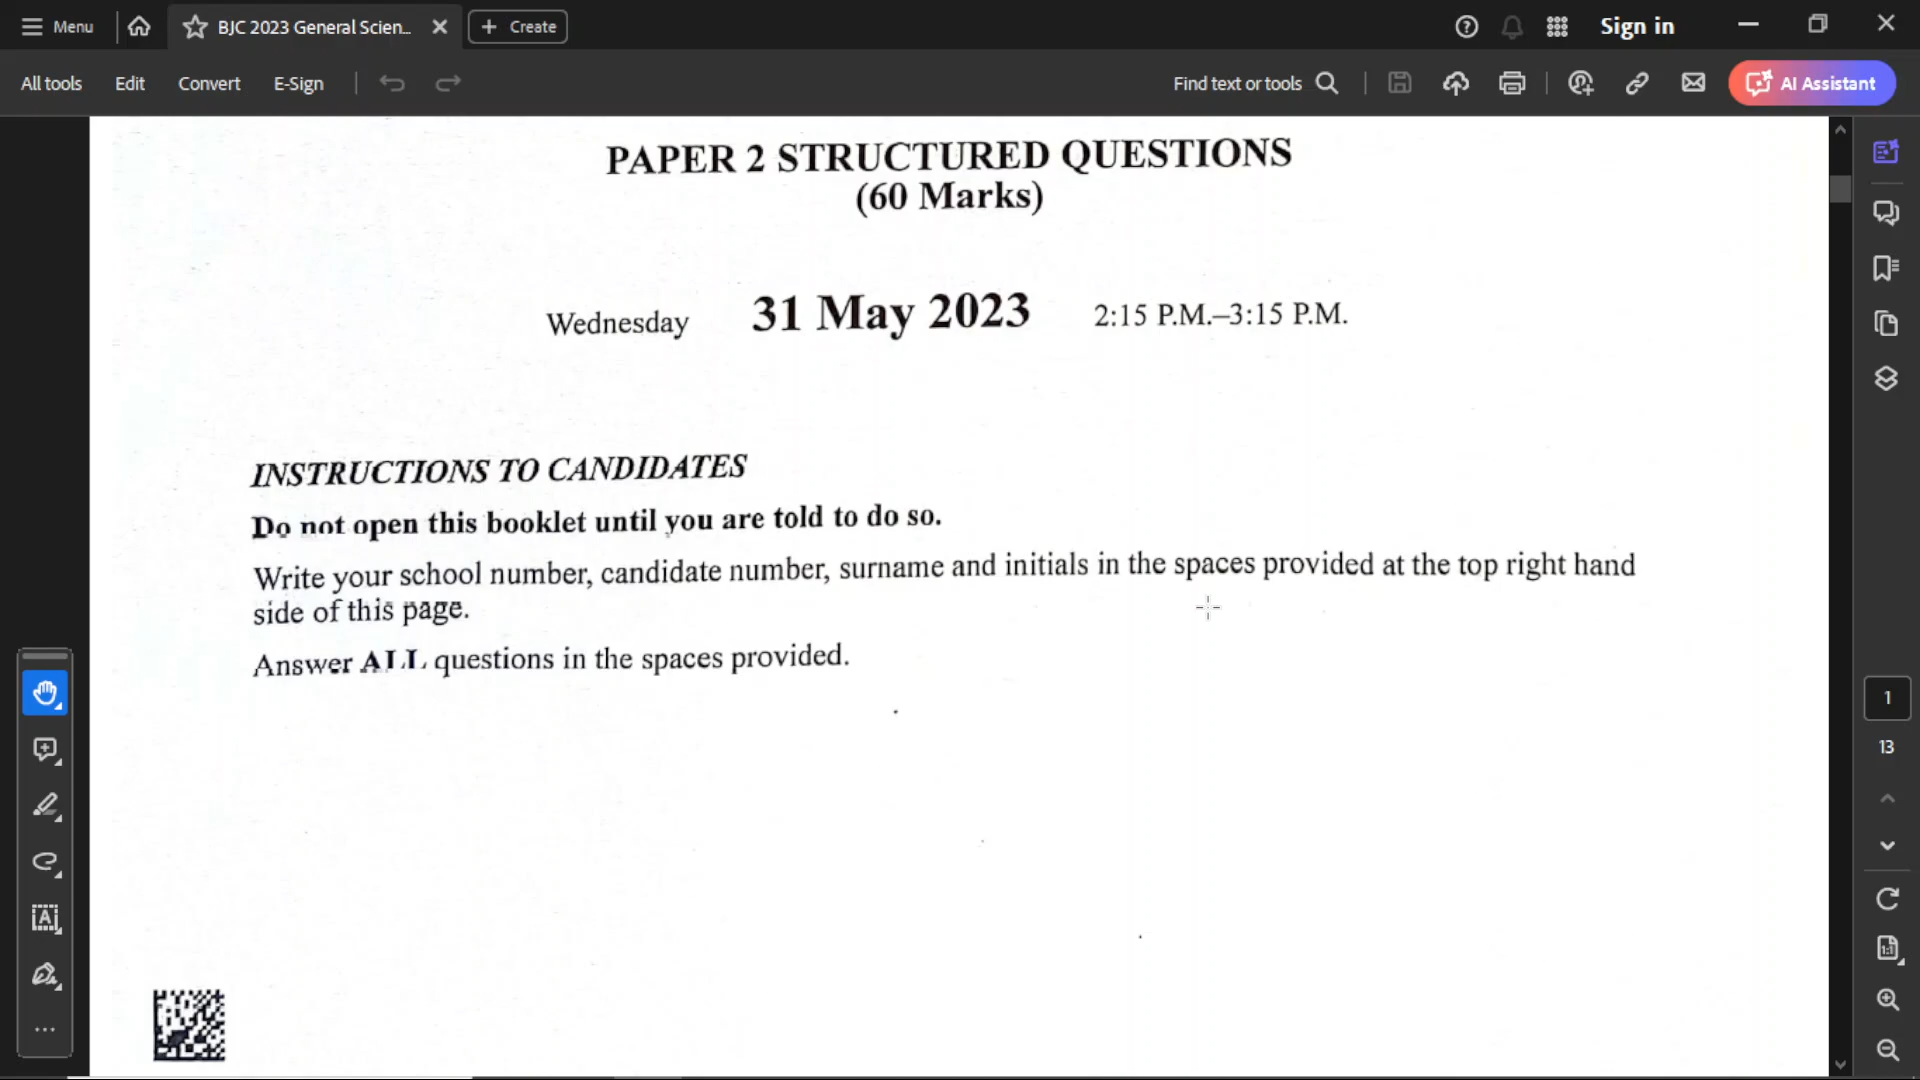 Menu
BJC 2023 General Scien...
Create
Sign in
All tools
Edit
Convert
E-Sign
Find text or tools
AI Assistant
PAPER 2 STRUCTURED QUESTIONS
(60 Marks)
Wednesday 31 May 2023 2:15 P.M.–3:15 P.M.
INSTRUCTIONS TO CANDIDATES
Do not open this booklet until you are told to do so.
Write your school number, candidate number, surname and initials in the spaces provided at the top right hand
side of this page.
Answer ALL questions in the spaces provided.
1
13